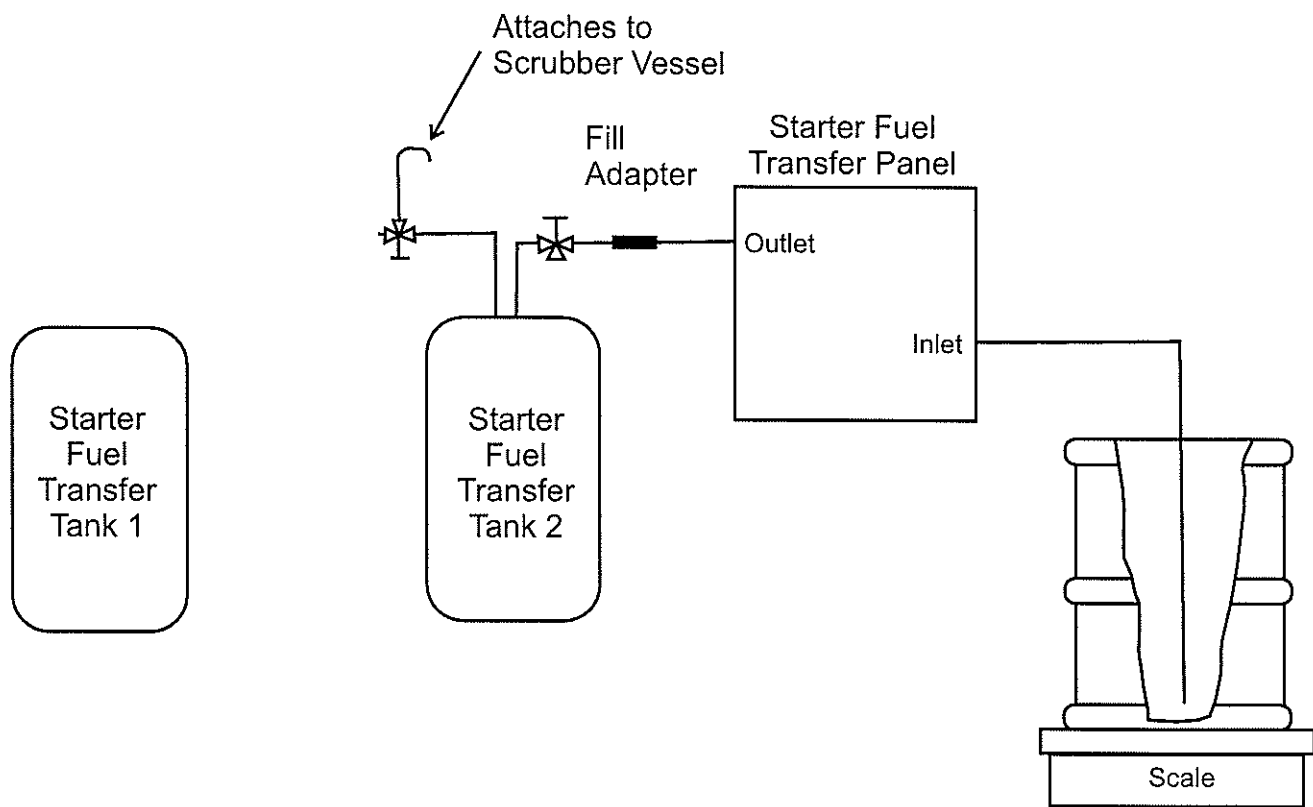 Attaches to
Scrubber Vessel
Fill
Adapter
Starter Fuel
Transfer Panel
Outlet
Inlet
Starter
Fuel
Transfer
Tank 1
Starter
Fuel
Transfer
Tank 2
Scale